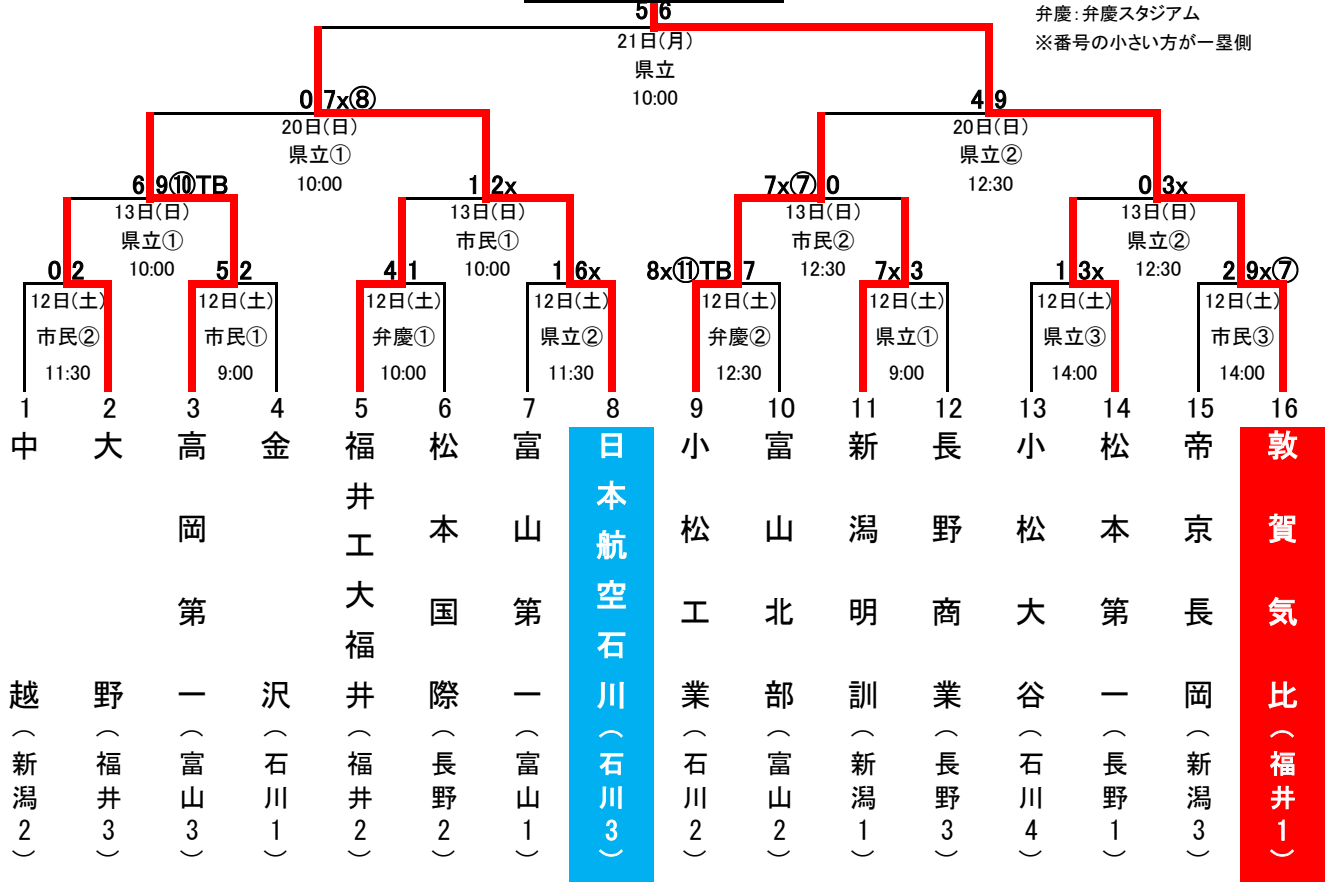 弁慶：弁慶スタジアム
※番号の小さい方が一塁側
5 6
21日(月)
県立
10:00
0 7x⑧
20日(日)
県立①
10:00
4 9
20日(日)
県立②
12:30
6 9⑩TB
13日(日)
県立①
10:00
1 2x
13日(日)
市民①
10:00
7x⑦ 0
13日(日)
市民②
12:30
0 3x
13日(日)
県立②
12:30
0 2
12日(土)
市民②
11:30
5 2
12日(土)
市民①
9:00
4 1
12日(土)
弁慶①
10:00
1 6x
12日(土)
県立②
11:30
8x⑪TB 7
12日(土)
弁慶②
12:30
7x 3
12日(土)
県立①
9:00
1 3x
12日(土)
県立③
14:00
2 9x⑦
12日(土)
市民③
14:00
1
中越（新潟2）
2
大野（福井3）
3
高岡第一（富山3）
4
金沢（石川1）
5
福井工大福井（福井2）
6
松本国際（長野2）
7
富山第一（富山1）
8
日本航空石川（石川3）
9
小松工業（石川2）
10
富山北部（富山2）
11
新潟明訓（新潟1）
12
長野商業（長野3）
13
小松大谷（石川4）
14
松本第一（長野1）
15
帝京長岡（新潟3）
16
敦賀気比（福井1）